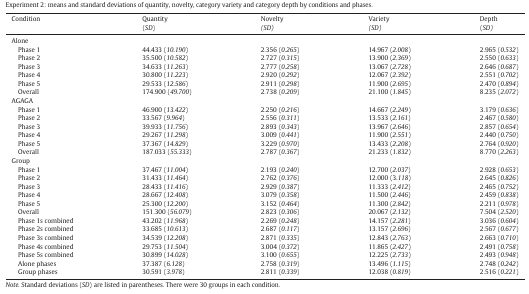 Experiment 2: means and standard deviations of quantity, novelty, category variety and category depth by conditions and phases.
Condition Quantity Novelty Variety Depth
(SD) (SD) (SD) (SD)
Alone
Phase 1 44.433 (10.190) 2.356 (0.265) 14.967 (2.008) 2.965 (0.532)
Phase 2 35.500 (10.582) 2.727 (0.315) 13.900 (2.369) 2.550 (0.633)
Phase 3 34.633 (11.263) 2.777 (0.258) 13.067 (2.728) 2.646 (0.687)
Phase 4 30.800 (11.223) 2.920 (0.292) 12.067 (2.392) 2.551 (0.702)
Phase 5 29.533 (12.586) 2.911 (0.298) 11.900 (2.695) 2.470 (0.894)
Overall 174.900 (49.700) 2.738 (0.209) 21.100 (1.845) 8.235 (2.072)
AGAGA
Phase 1 46.900 (13.422) 2.250 (0.216) 14.667 (2.249) 3.179 (0.636)
Phase 2 33.567 (9.964) 2.556 (0.311) 13.533 (2.161) 2.467 (0.580)
Phase 3 39.933 (11.756) 2.893 (0.343) 13.967 (2.646) 2.857 (0.654)
Phase 4 29.267 (11.298) 3.009 (0.441) 11.900 (2.551) 2.440 (0.750)
Phase 5 37.367 (14.829) 3.229 (0.970) 13.433 (2.208) 2.764 (0.920)
Overall 187.033 (55.333) 2.787 (0.367) 21.233 (1.832) 8.770 (2.263)
Group
Phase 1 37.467 (11.004) 2.193 (0.240) 12.700 (2.037) 2.928 (0.653)
Phase 2 31.433 (11.464) 2.762 (0.376) 12.000 (3.118) 2.645 (0.826)
Phase 3 28.433 (11.416) 2.929 (0.387) 11.333 (2.412) 2.465 (0.752)
Phase 4 28.667 (12.408) 3.079 (0.358) 11.500 (2.446) 2.459 (0.838)
Phase 5 25.300 (12.200) 3.152 (0.464) 11.300 (2.842) 2.211 (0.978)
Overall 151.300 (56.079) 2.823 (0.306) 20.067 (2.132) 7.504 (2.520)
Phase 1s combined 43.202 (11.968) 2.269 (0.248) 14.157 (2.281) 3.036 (0.604)
Phase 2s combined 33.685 (10.613) 2.687 (0.117) 13.157 (2.696) 2.567 (0.677)
Phase 3s combined 34.539 (12.208) 2.871 (0.335) 12.843 (2.763) 2.663 (0.710)
Phase 4s combined 29.753 (11.504) 3.004 (0.372) 11.865 (2.427) 2.491 (0.758)
Phase 5s combined 30.899 (14.028) 3.100 (0.655) 12.225 (2.733) 2.493 (0.948)
Alone phases 37.387 (6.128) 2.758 (0.319) 13.496 (1.115) 2.748 (0.242)
Group phases 30.591 (3.978) 2.811 (0.339) 12.038 (0.819) 2.516 (0.221)
Note. Standard deviations (SD) are listed in parentheses. There were 30 groups in each condition.